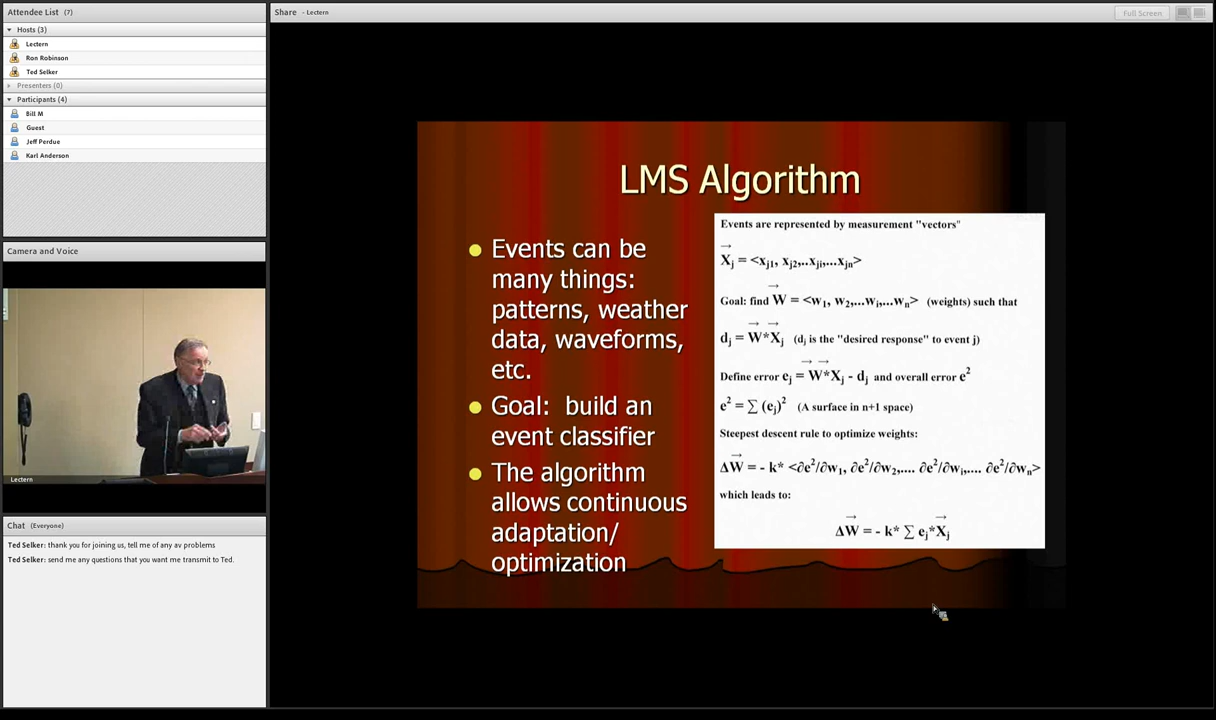 Attendee List (7)
Hosts (3)
Lectern
Ron Robinson
Ted Selker
Presenters (0)
Participants (4)
Bill M
Guest
Jeff Perdue
Karl Anderson
Camera and Voice
Lectern
Chat (Everyone)
Ted Selker: thank you for joining us, tell me of any av problems
Ted Selker: send me any questions that you want me transmit to Ted.
Share - Lectern
Full Screen
LMS Algorithm
Events can be
many things:
patterns, weather
data, waveforms,
etc.
Goal: build an
event classifier
The algorithm
allows continuous
adaptation/
optimization
Events are represented by measurement "vectors"
X⃗ⱼ = <xⱼ₁, xⱼ₂,..xⱼᵢ,...xⱼₙ>
Goal: find W⃗ = <w₁, w₂,...wᵢ,...wₙ> (weights) such that
dⱼ = W⃗*X⃗ⱼ (dⱼ is the "desired response" to event j)
Define error eⱼ = W⃗*X⃗ⱼ - dⱼ and overall error e²
e² = ∑ (eⱼ)² (A surface in n+1 space)
Steepest descent rule to optimize weights:
ΔW⃗ = - k* <∂e²/∂w₁, ∂e²/∂w₂,.... ∂e²/∂wᵢ,.... ∂e²/∂wₙ>
which leads to:
ΔW⃗ = - k* ∑ eⱼ*X⃗ⱼ